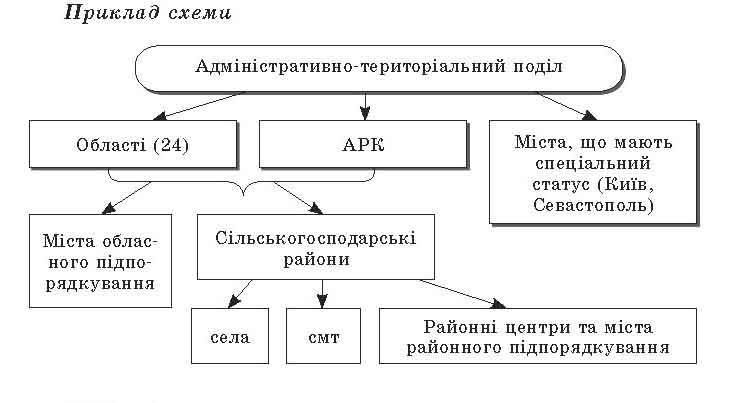 Приклад схеми
Адміністративно-територіальний поділ
Області (24)
АРК
Міста, що мають
спеціальний
статус (Київ,
Севастополь)
Міста облас-
ного підпо-
рядкування
Сільськогосподарські
райони
села
смт
Районні центри та міста
районного підпорядкування